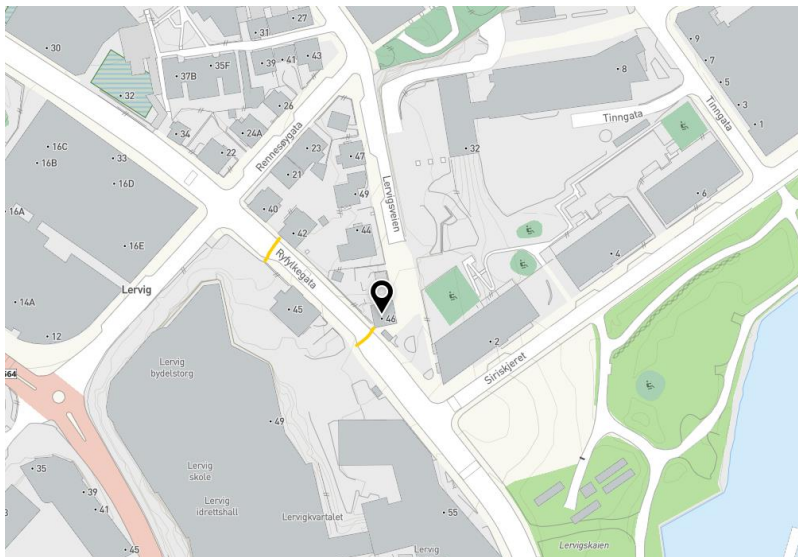 27
31
30
43
9
37B
35F
39
41
8
7
5
32
26
Tinngata
3
1
34
24A
Tinngata
16C
33
22
Rennesøygata
23
47
32
16B
16D
21
49
Lervigsveien
6
16A
40
42
44
4
16E
Ryfylkegata
Lervig
45
46
14A
12
2
Siriskjeret
Lervig
bydelstorg
49
Lervig
skole
Lervig
idrettshall
35
39
41
Lervigkvartalet
55
45
Lervig
Lervigskaien